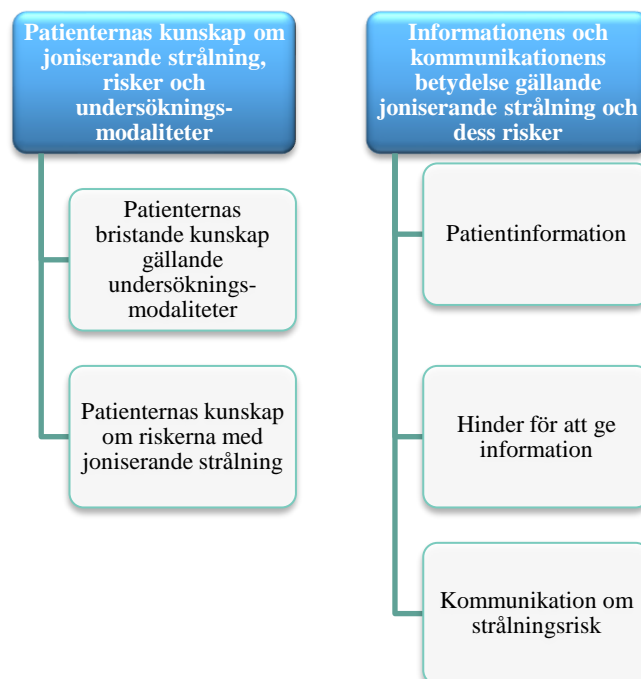 Patienternas kunskap om
joniserande strålning,
risker och
undersöknings-
modaliteter
Patienternas
bristande kunskap
gällande
undersöknings-
modaliteter
Patienternas kunskap
om riskerna med
joniserande strålning
Informationens och
kommunikationens
betydelse gällande
joniserande strålning och
dess risker
Patientinformation
Hinder för att ge
information
Kommunikation om
strålningsrisk